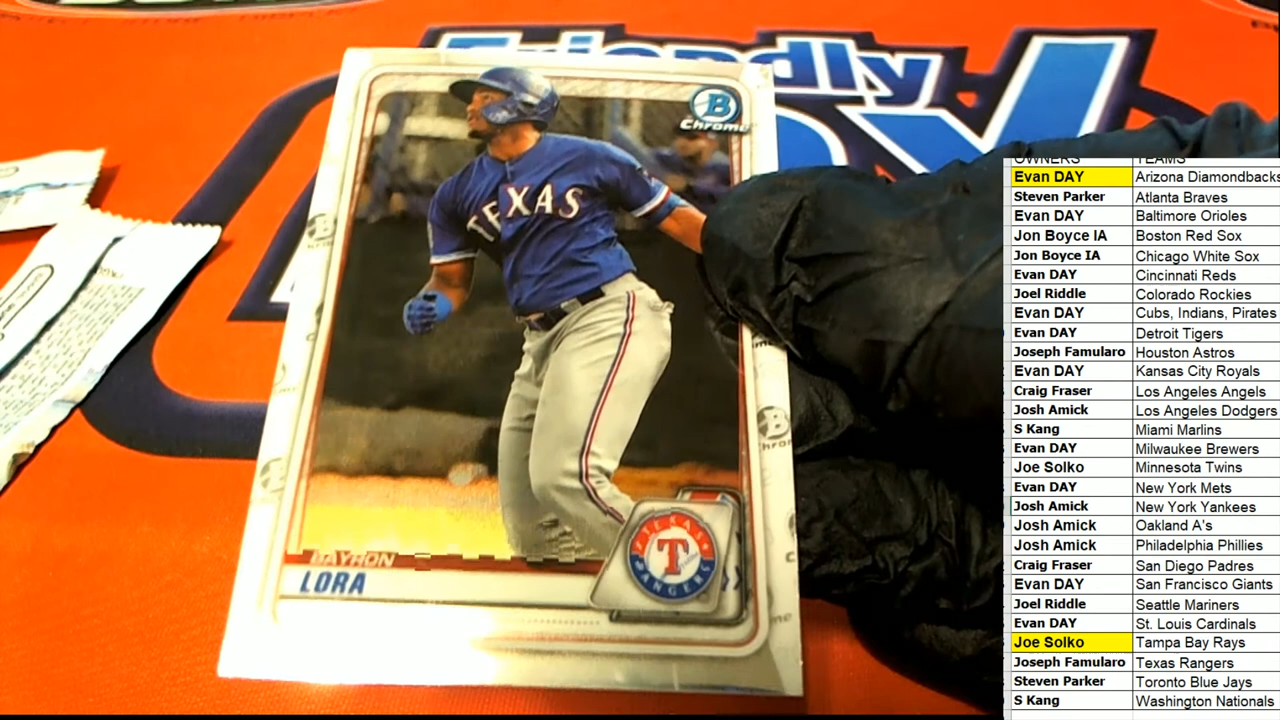 Friendly
B
Chrome
TEXAS
BAYRON
LORA
TEXAS
T
RANGERS
OWNERS TEAMS
Evan DAY Arizona Diamondbacks
Steven Parker Atlanta Braves
Evan DAY Baltimore Orioles
Jon Boyce IA Boston Red Sox
Jon Boyce IA Chicago White Sox
Evan DAY Cincinnati Reds
Joel Riddle Colorado Rockies
Evan DAY Cubs, Indians, Pirates
Evan DAY Detroit Tigers
Joseph Famularo Houston Astros
Evan DAY Kansas City Royals
Craig Fraser Los Angeles Angels
Josh Amick Los Angeles Dodgers
S Kang Miami Marlins
Evan DAY Milwaukee Brewers
Joe Solko Minnesota Twins
Evan DAY New York Mets
Josh Amick New York Yankees
Josh Amick Oakland A's
Josh Amick Philadelphia Phillies
Craig Fraser San Diego Padres
Evan DAY San Francisco Giants
Joel Riddle Seattle Mariners
Evan DAY St. Louis Cardinals
Joe Solko Tampa Bay Rays
Joseph Famularo Texas Rangers
Steven Parker Toronto Blue Jays
S Kang Washington Nationals